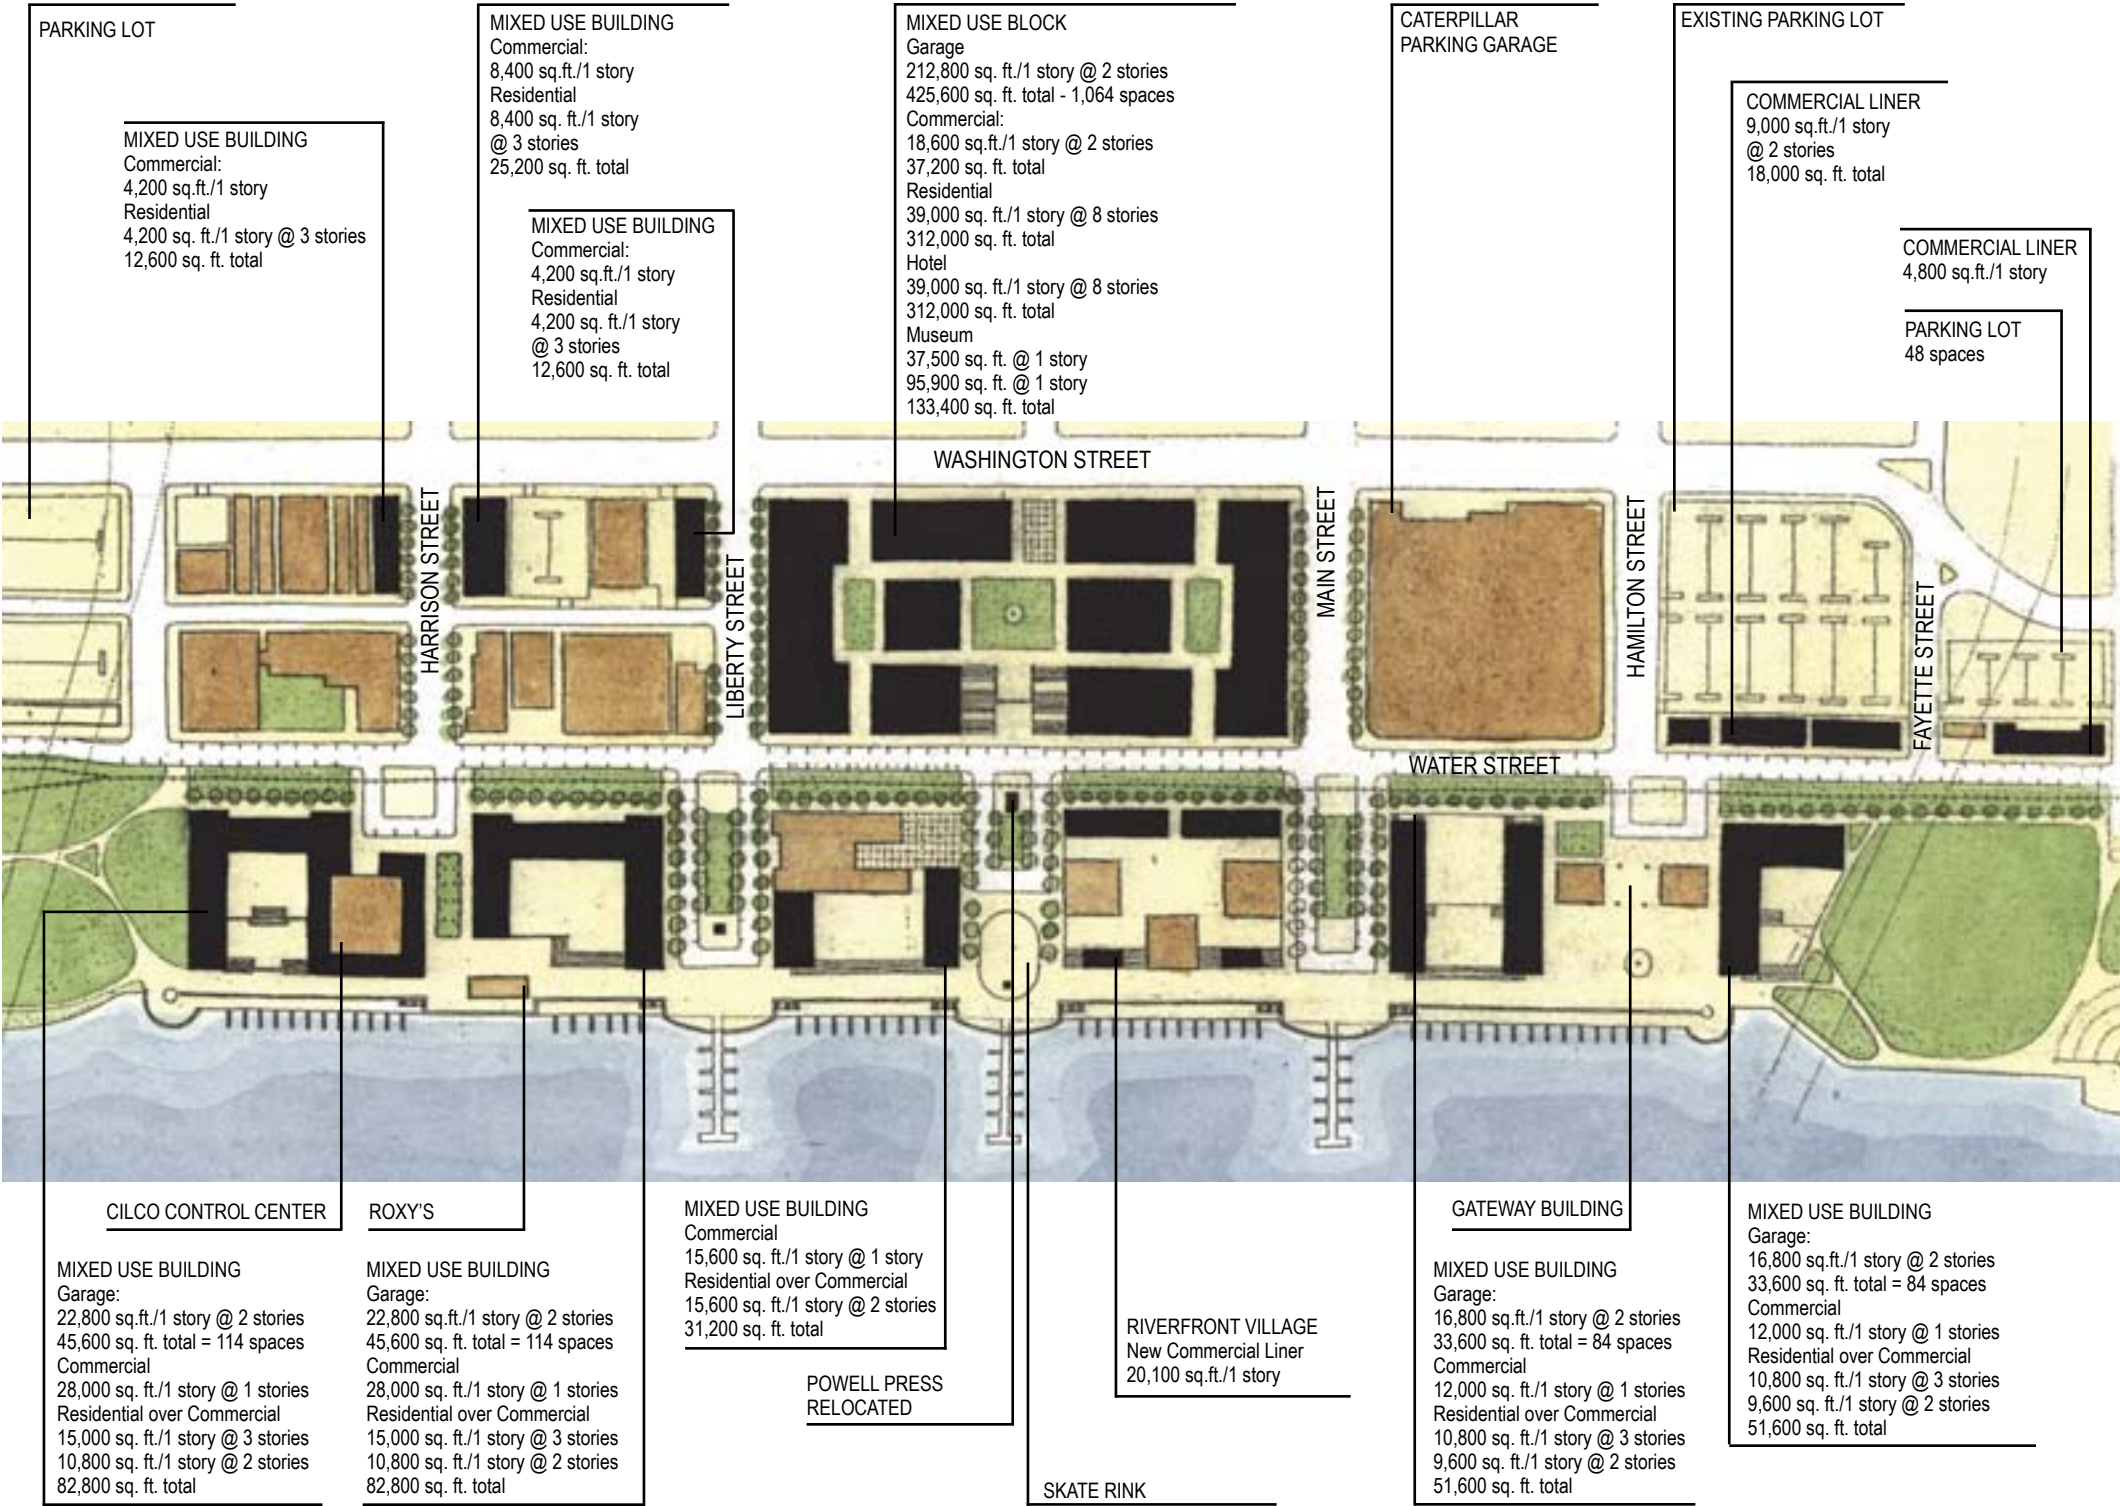 PARKING LOT
MIXED USE BUILDING
Commercial:
4,200 sq.ft./1 story
Residential
4,200 sq. ft./1 story @ 3 stories
12,600 sq. ft. total
MIXED USE BUILDING
Commercial:
8,400 sq.ft./1 story
Residential
8,400 sq. ft./1 story
@ 3 stories
25,200 sq. ft. total
MIXED USE BUILDING
Commercial:
4,200 sq.ft./1 story
Residential
4,200 sq. ft./1 story
@ 3 stories
12,600 sq. ft. total
MIXED USE BLOCK
Garage
212,800 sq. ft./1 story @ 2 stories
425,600 sq. ft. total - 1,064 spaces
Commercial:
18,600 sq.ft./1 story @ 2 stories
37,200 sq. ft. total
Residential
39,000 sq. ft./1 story @ 8 stories
312,000 sq. ft. total
Hotel
39,000 sq. ft./1 story @ 8 stories
312,000 sq. ft. total
Museum
37,500 sq. ft. @ 1 story
95,900 sq. ft. @ 1 story
133,400 sq. ft. total
CATERPILLAR
PARKING GARAGE
EXISTING PARKING LOT
COMMERCIAL LINER
9,000 sq.ft./1 story
@ 2 stories
18,000 sq. ft. total
COMMERCIAL LINER
4,800 sq.ft./1 story
PARKING LOT
48 spaces
WASHINGTON STREET
HARRISON STREET
LIBERTY STREET
MAIN STREET
HAMILTON STREET
FAYETTE STREET
WATER STREET
CILCO CONTROL CENTER
MIXED USE BUILDING
Garage:
22,800 sq.ft./1 story @ 2 stories
45,600 sq. ft. total = 114 spaces
Commercial
28,000 sq. ft./1 story @ 1 stories
Residential over Commercial
15,000 sq. ft./1 story @ 3 stories
10,800 sq. ft./1 story @ 2 stories
82,800 sq. ft. total
ROXY'S
MIXED USE BUILDING
Garage:
22,800 sq.ft./1 story @ 2 stories
45,600 sq. ft. total = 114 spaces
Commercial
28,000 sq. ft./1 story @ 1 stories
Residential over Commercial
15,000 sq. ft./1 story @ 3 stories
10,800 sq. ft./1 story @ 2 stories
82,800 sq. ft. total
MIXED USE BUILDING
Commercial
15,600 sq. ft./1 story @ 1 story
Residential over Commercial
15,600 sq. ft./1 story @ 2 stories
31,200 sq. ft. total
POWELL PRESS
RELOCATED
SKATE RINK
RIVERFRONT VILLAGE
New Commercial Liner
20,100 sq.ft./1 story
GATEWAY BUILDING
MIXED USE BUILDING
Garage:
16,800 sq.ft./1 story @ 2 stories
33,600 sq. ft. total = 84 spaces
Commercial
12,000 sq. ft./1 story @ 1 stories
Residential over Commercial
10,800 sq. ft./1 story @ 3 stories
9,600 sq. ft./1 story @ 2 stories
51,600 sq. ft. total
MIXED USE BUILDING
Garage:
16,800 sq.ft./1 story @ 2 stories
33,600 sq. ft. total = 84 spaces
Commercial
12,000 sq. ft./1 story @ 1 stories
Residential over Commercial
10,800 sq. ft./1 story @ 3 stories
9,600 sq. ft./1 story @ 2 stories
51,600 sq. ft. total